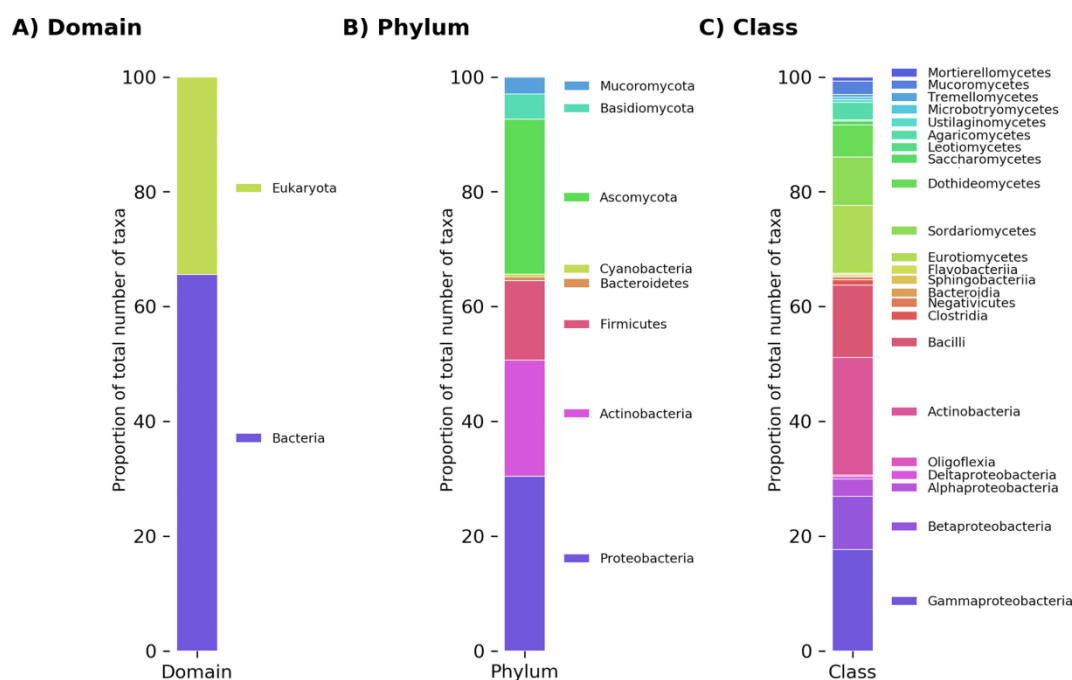 A) Domain
Proportion of total number of taxa
100
80
60
40
20
0
Eukaryota
Bacteria
Domain
B) Phylum
Proportion of total number of taxa
100
80
60
40
20
0
Mucoromycota
Basidiomycota
Ascomycota
Cyanobacteria
Bacteroidetes
Firmicutes
Actinobacteria
Proteobacteria
Phylum
C) Class
Proportion of total number of taxa
100
80
60
40
20
0
Mortierellomycetes
Mucoromycetes
Tremellomycetes
Microbotryomycetes
Ustilaginomycetes
Agaricomycetes
Leotiomycetes
Saccharomycetes
Dothideomycetes
Sordariomycetes
Eurotiomycetes
Flavobacteriia
Sphingobacteriia
Bacteroidia
Negativicutes
Clostridia
Bacilli
Actinobacteria
Oligoflexia
Deltaproteobacteria
Alphaproteobacteria
Betaproteobacteria
Gammaproteobacteria
Class